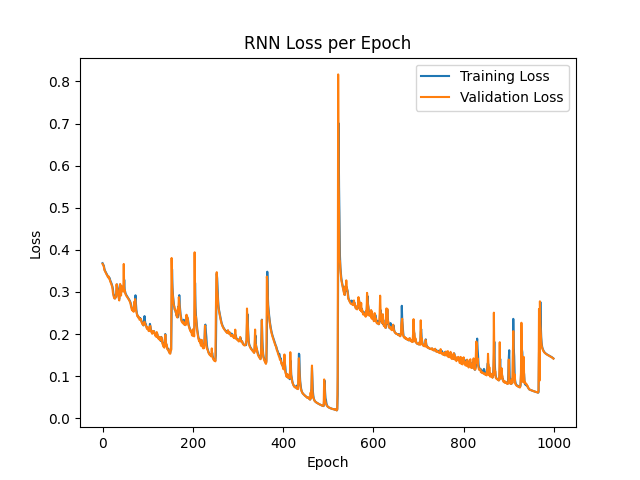 RNN Loss per Epoch
Training Loss
Validation Loss
Loss
0.8
0.7
0.6
0.5
0.4
0.3
0.2
0.1
0.0
0 200 400 600 800 1000
Epoch